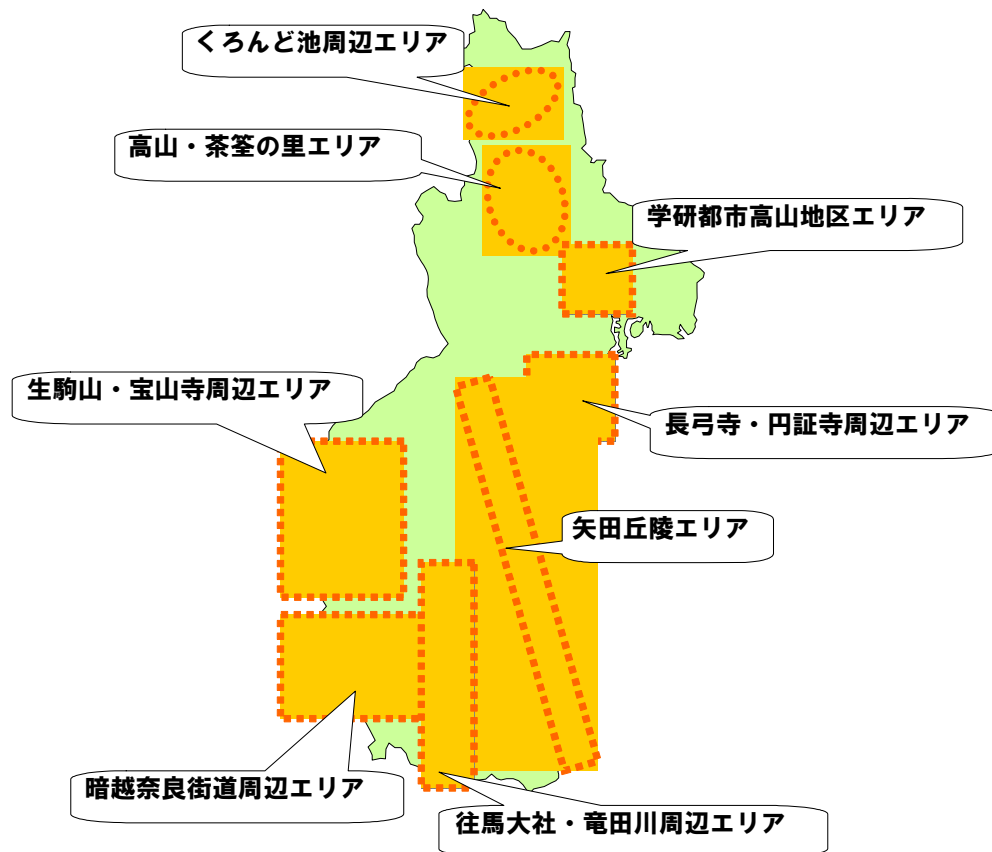 くろんど池周辺エリア
高山・茶筌の里エリア
学研都市高山地区エリア
生駒山・宝山寺周辺エリア
長弓寺・円証寺周辺エリア
矢田丘陵エリア
暗越奈良街道周辺エリア
往馬大社・竜田川周辺エリア